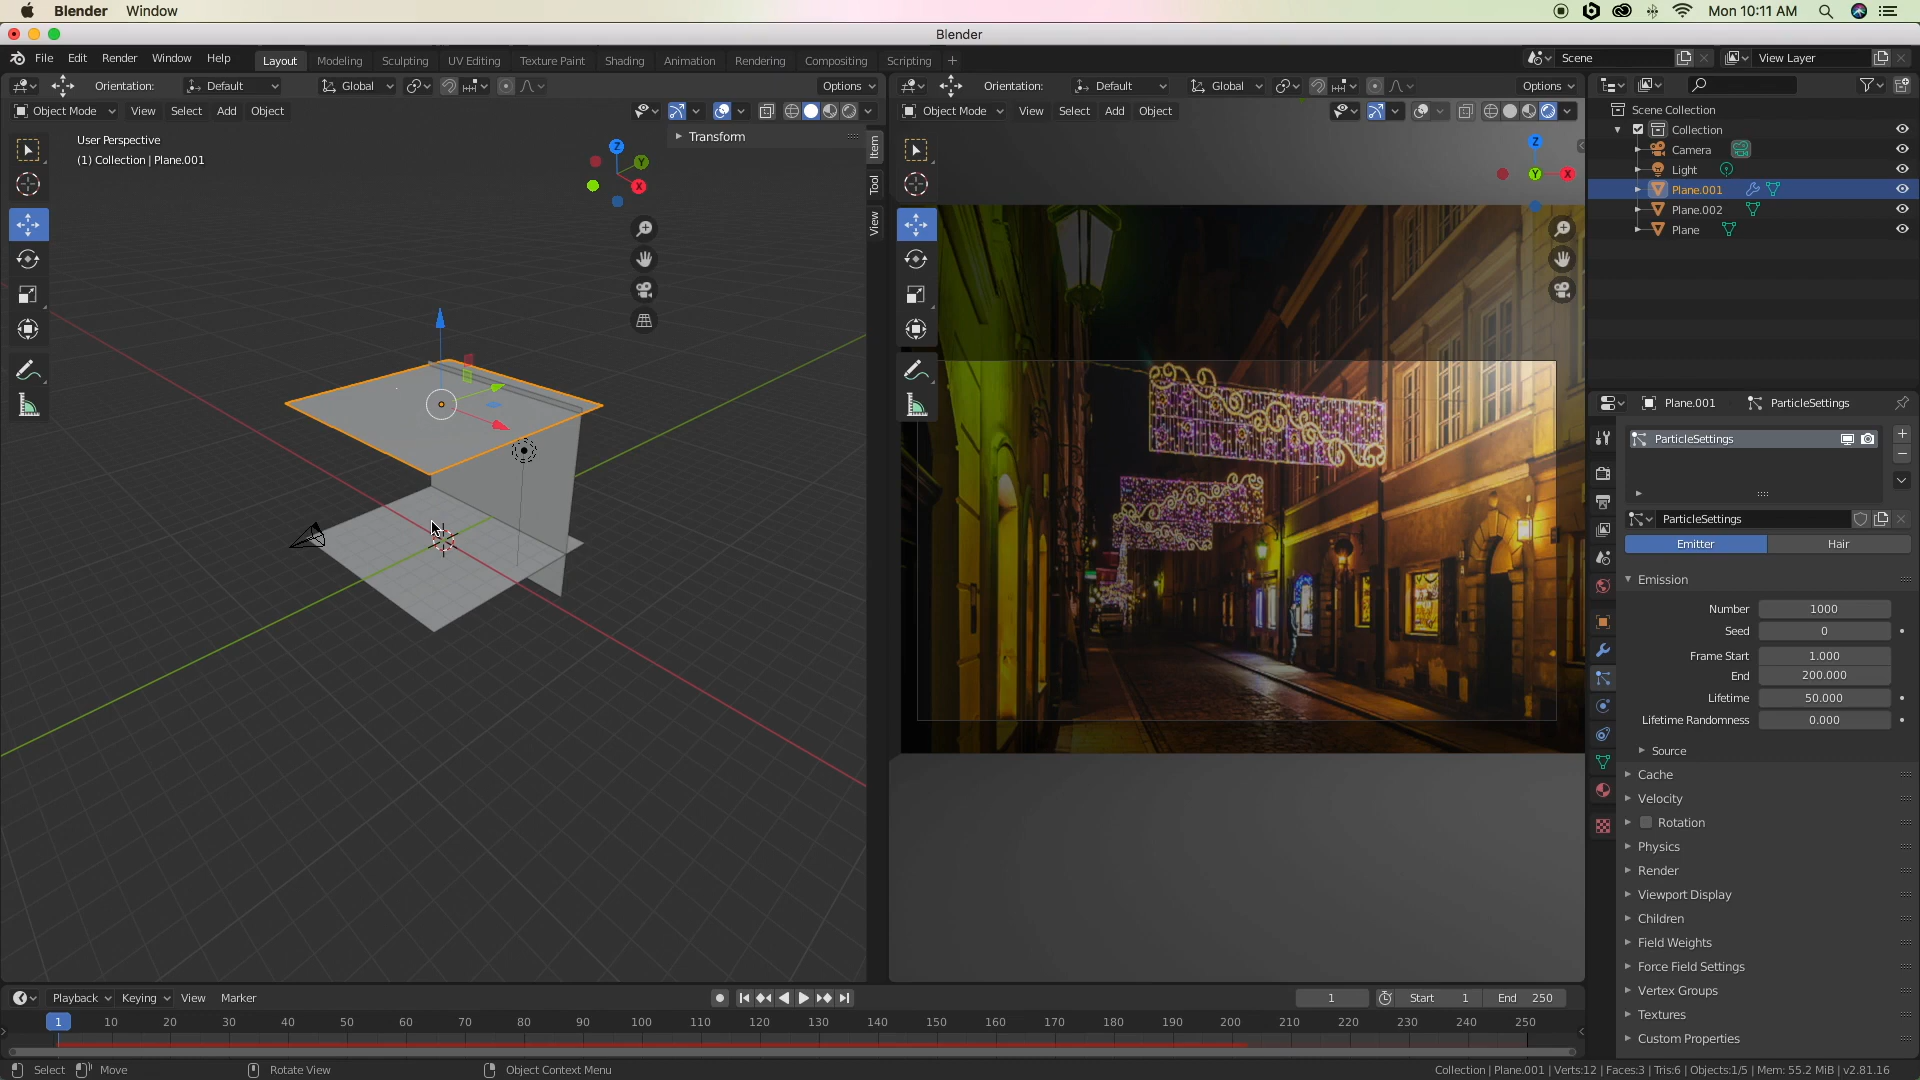 Blender Window Mon 10:11 AM
Blender
File Edit Render Window Help Layout Modeling Sculpting UV Editing Texture Paint Shading Animation Rendering Compositing Scripting + Scene View Layer
Orientation: Default Global Options Orientation: Default Global Options
Object Mode View Select Add Object Object Mode View Select Add Object
User Perspective
(1) Collection | Plane.001
Transform
Item
Tool
View
Z
Y
X
Z
Y
X
Scene Collection
Collection
Camera
Light
Plane.001
Plane.002
Plane
Plane.001 ParticleSettings
ParticleSettings
ParticleSettings
Emitter Hair
Emission
Number 1000
Seed 0
Frame Start 1.000
End 200.000
Lifetime 50.000
Lifetime Randomness 0.000
Source
Cache
Velocity
Rotation
Physics
Render
Viewport Display
Children
Field Weights
Force Field Settings
Vertex Groups
Textures
Custom Properties
Playback Keying View Marker 1 Start 1 End 250
1 10 20 30 40 50 60 70 80 90 100 110 120 130 140 150 160 170 180 190 200 210 220 230 240 250
Select Move Rotate View Object Context Menu Collection | Plane.001 | Verts:12 | Faces:3 | Tris:6 | Objects:1/5 | Mem: 55.2 MiB | v2.81.16